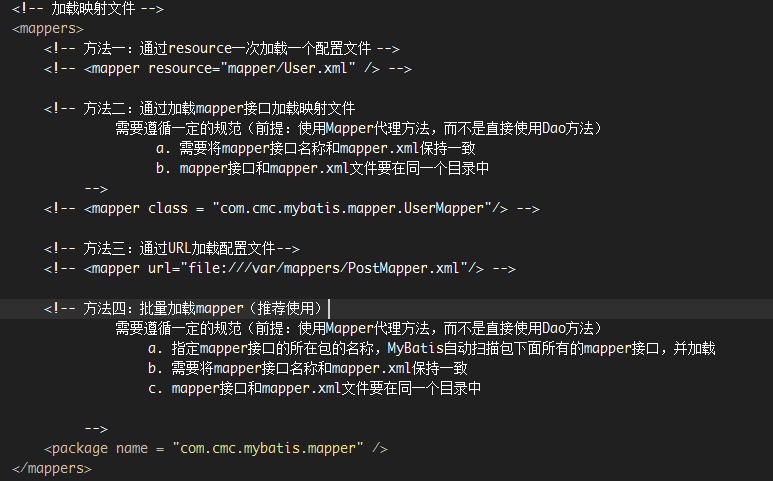 <!-- 加载映射文件 -->
<mappers>
<!-- 方法一：通过resource一次加载一个配置文件 -->
<!-- <mapper resource="mapper/User.xml" /> -->
<!-- 方法二：通过加载mapper接口加载映射文件
需要遵循一定的规范（前提：使用Mapper代理方法，而不是直接使用Dao方法）
a. 需要将mapper接口名称和mapper.xml保持一致
b. mapper接口和mapper.xml文件要在同一个目录中
-->
<!-- <mapper class = "com.cmc.mybatis.mapper.UserMapper"/> -->
<!-- 方法三：通过URL加载配置文件-->
<!-- <mapper url="file:///var/mappers/PostMapper.xml"/> -->
<!-- 方法四：批量加载mapper（推荐使用）
需要遵循一定的规范（前提：使用Mapper代理方法，而不是直接使用Dao方法）
a. 指定mapper接口的所在包的名称，MyBatis自动扫描包下面所有的mapper接口，并加载
b. 需要将mapper接口名称和mapper.xml保持一致
c. mapper接口和mapper.xml文件要在同一个目录中
-->
<package name = "com.cmc.mybatis.mapper" />
</mappers>